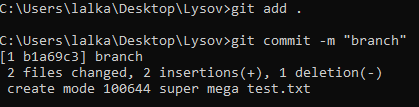 C:\Users\lalka\Desktop\Lysov>git add .
C:\Users\lalka\Desktop\Lysov>git commit -m "branch"
[1 b1a69c3] branch
2 files changed, 2 insertions(+), 1 deletion(-)
create mode 100644 super mega test.txt